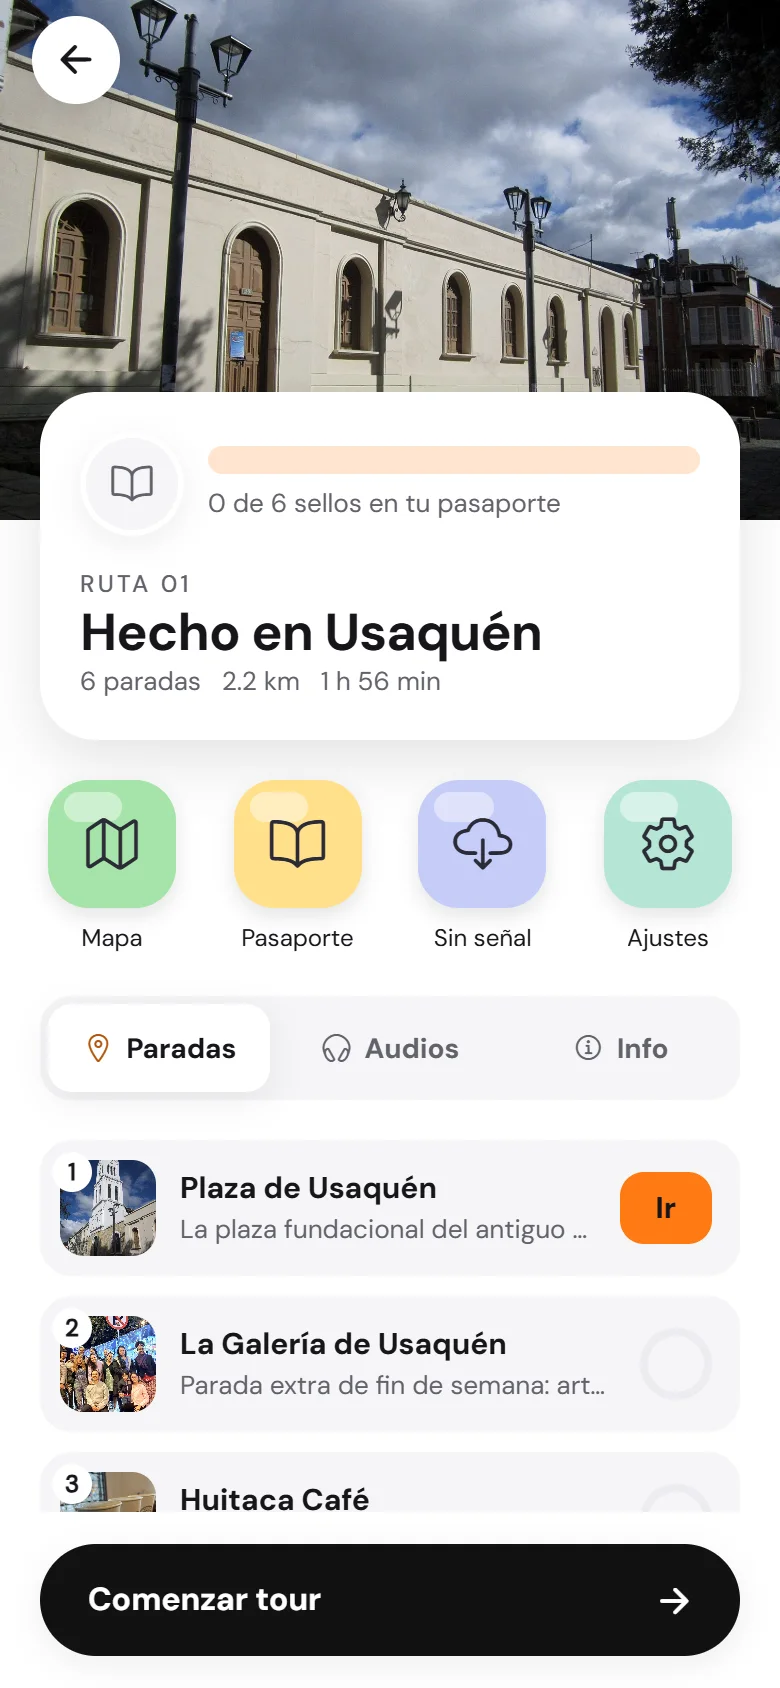 0 de 6 sellos en tu pasaporte
RUTA 01
Hecho en Usaquén
6 paradas 2.2 km 1 h 56 min
Mapa Pasaporte Sin señal Ajustes
Paradas Audios Info
1
Plaza de Usaquén
La plaza fundacional del antiguo ...
Ir
2
La Galería de Usaquén
Parada extra de fin de semana: art...
3
Huitaca Café
Comenzar tour